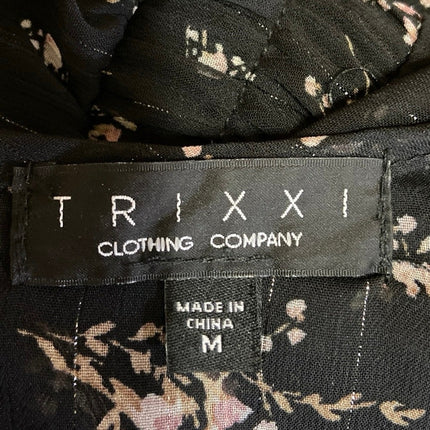 TRIXXI
CLOTHING COMPANY
MADE IN
CHINA
M